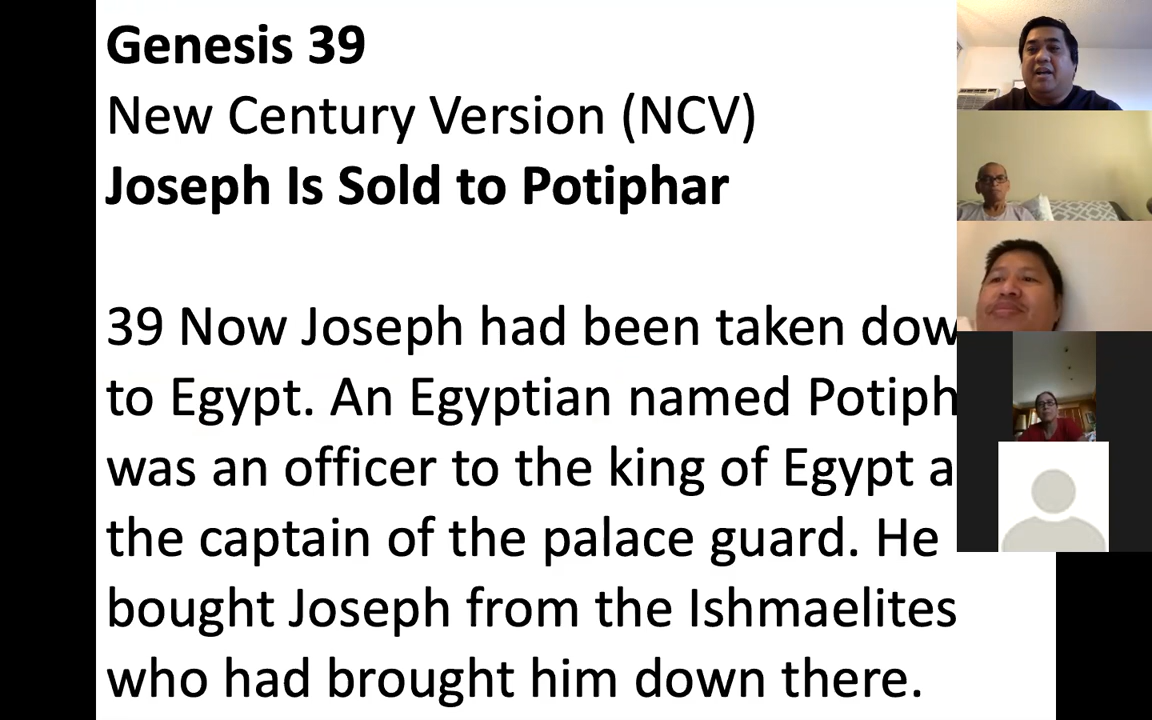 Genesis 39
New Century Version (NCV)
Joseph Is Sold to Potiphar
39 Now Joseph had been taken dow
to Egypt. An Egyptian named Potiph
was an officer to the king of Egypt a
the captain of the palace guard. He
bought Joseph from the Ishmaelites
who had brought him down there.